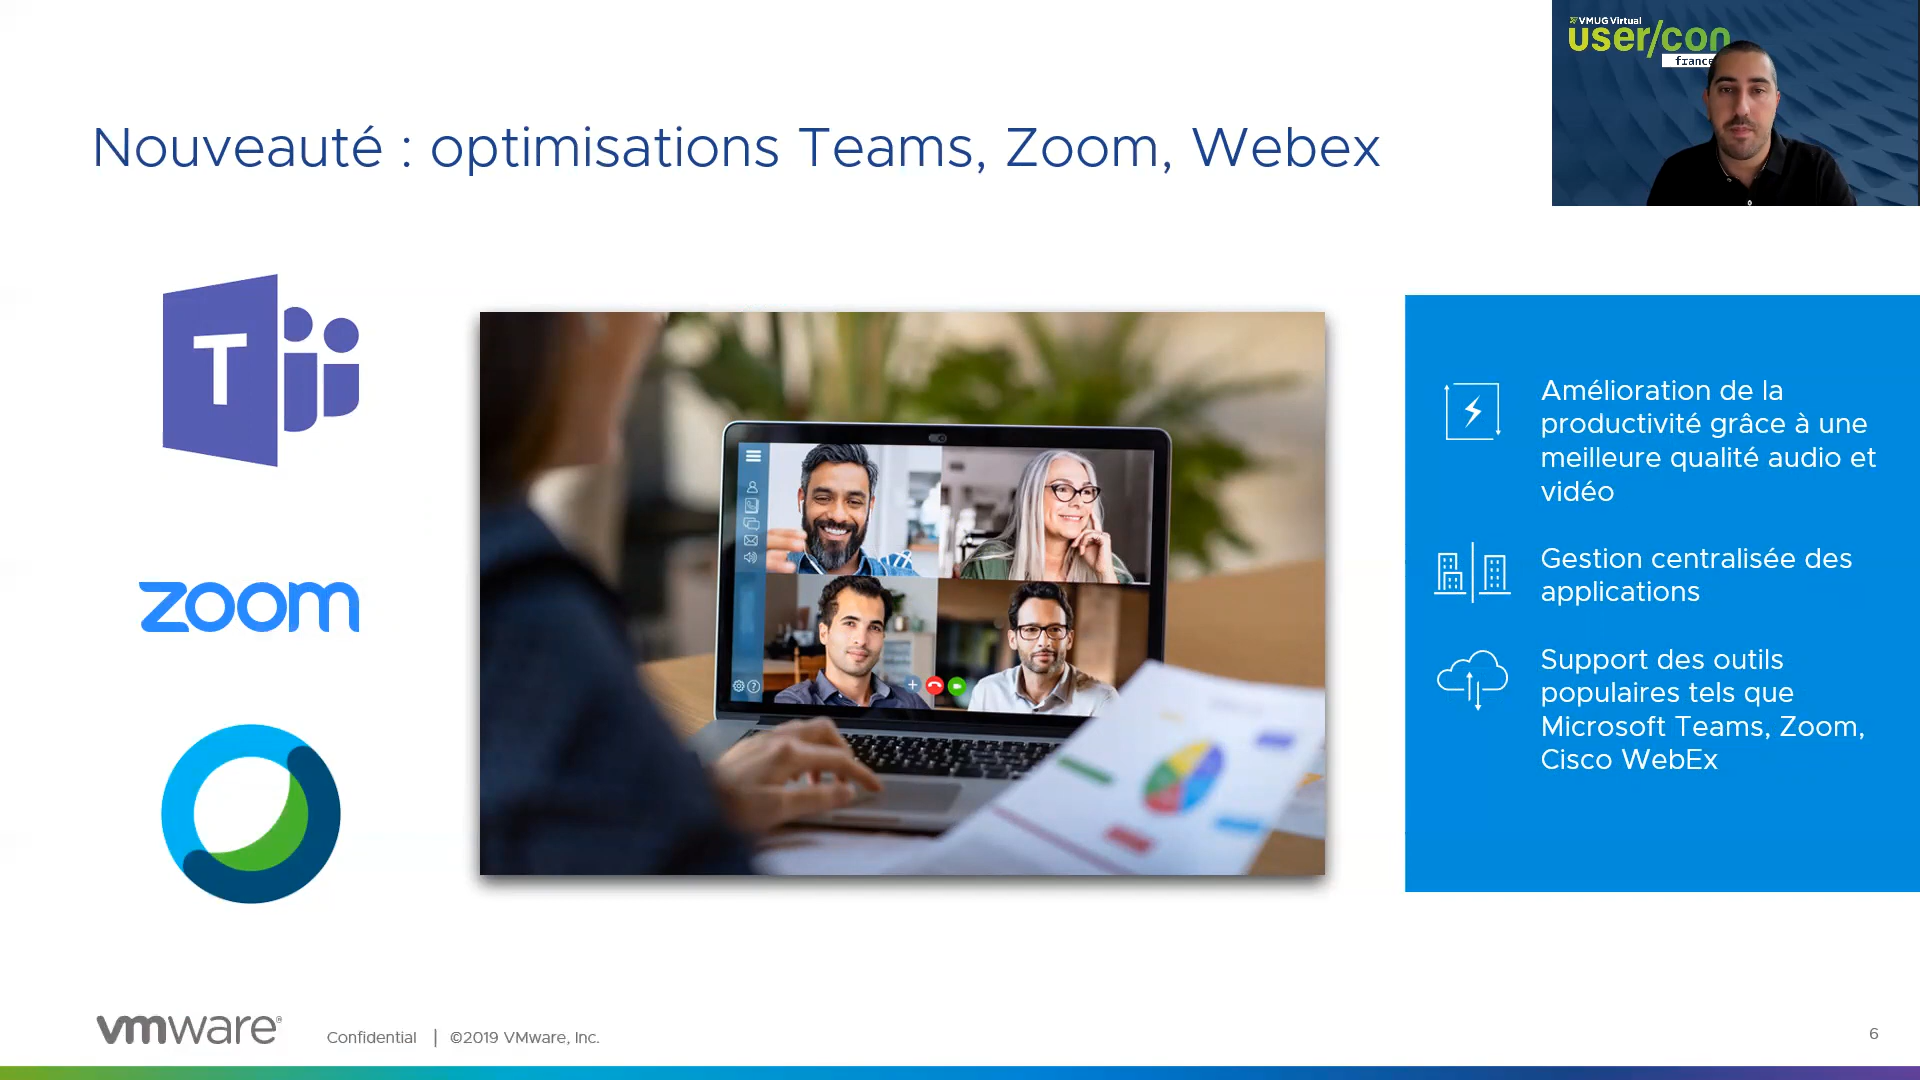 VMUG Virtual
user/con
france
Nouveauté : optimisations Teams, Zoom, Webex
T
zoom
Amélioration de la
productivité grâce à une
meilleure qualité audio et
vidéo
Gestion centralisée des
applications
Support des outils
populaires tels que
Microsoft Teams, Zoom,
Cisco WebEx
vmware®
Confidential | ©2019 VMware, Inc.
6